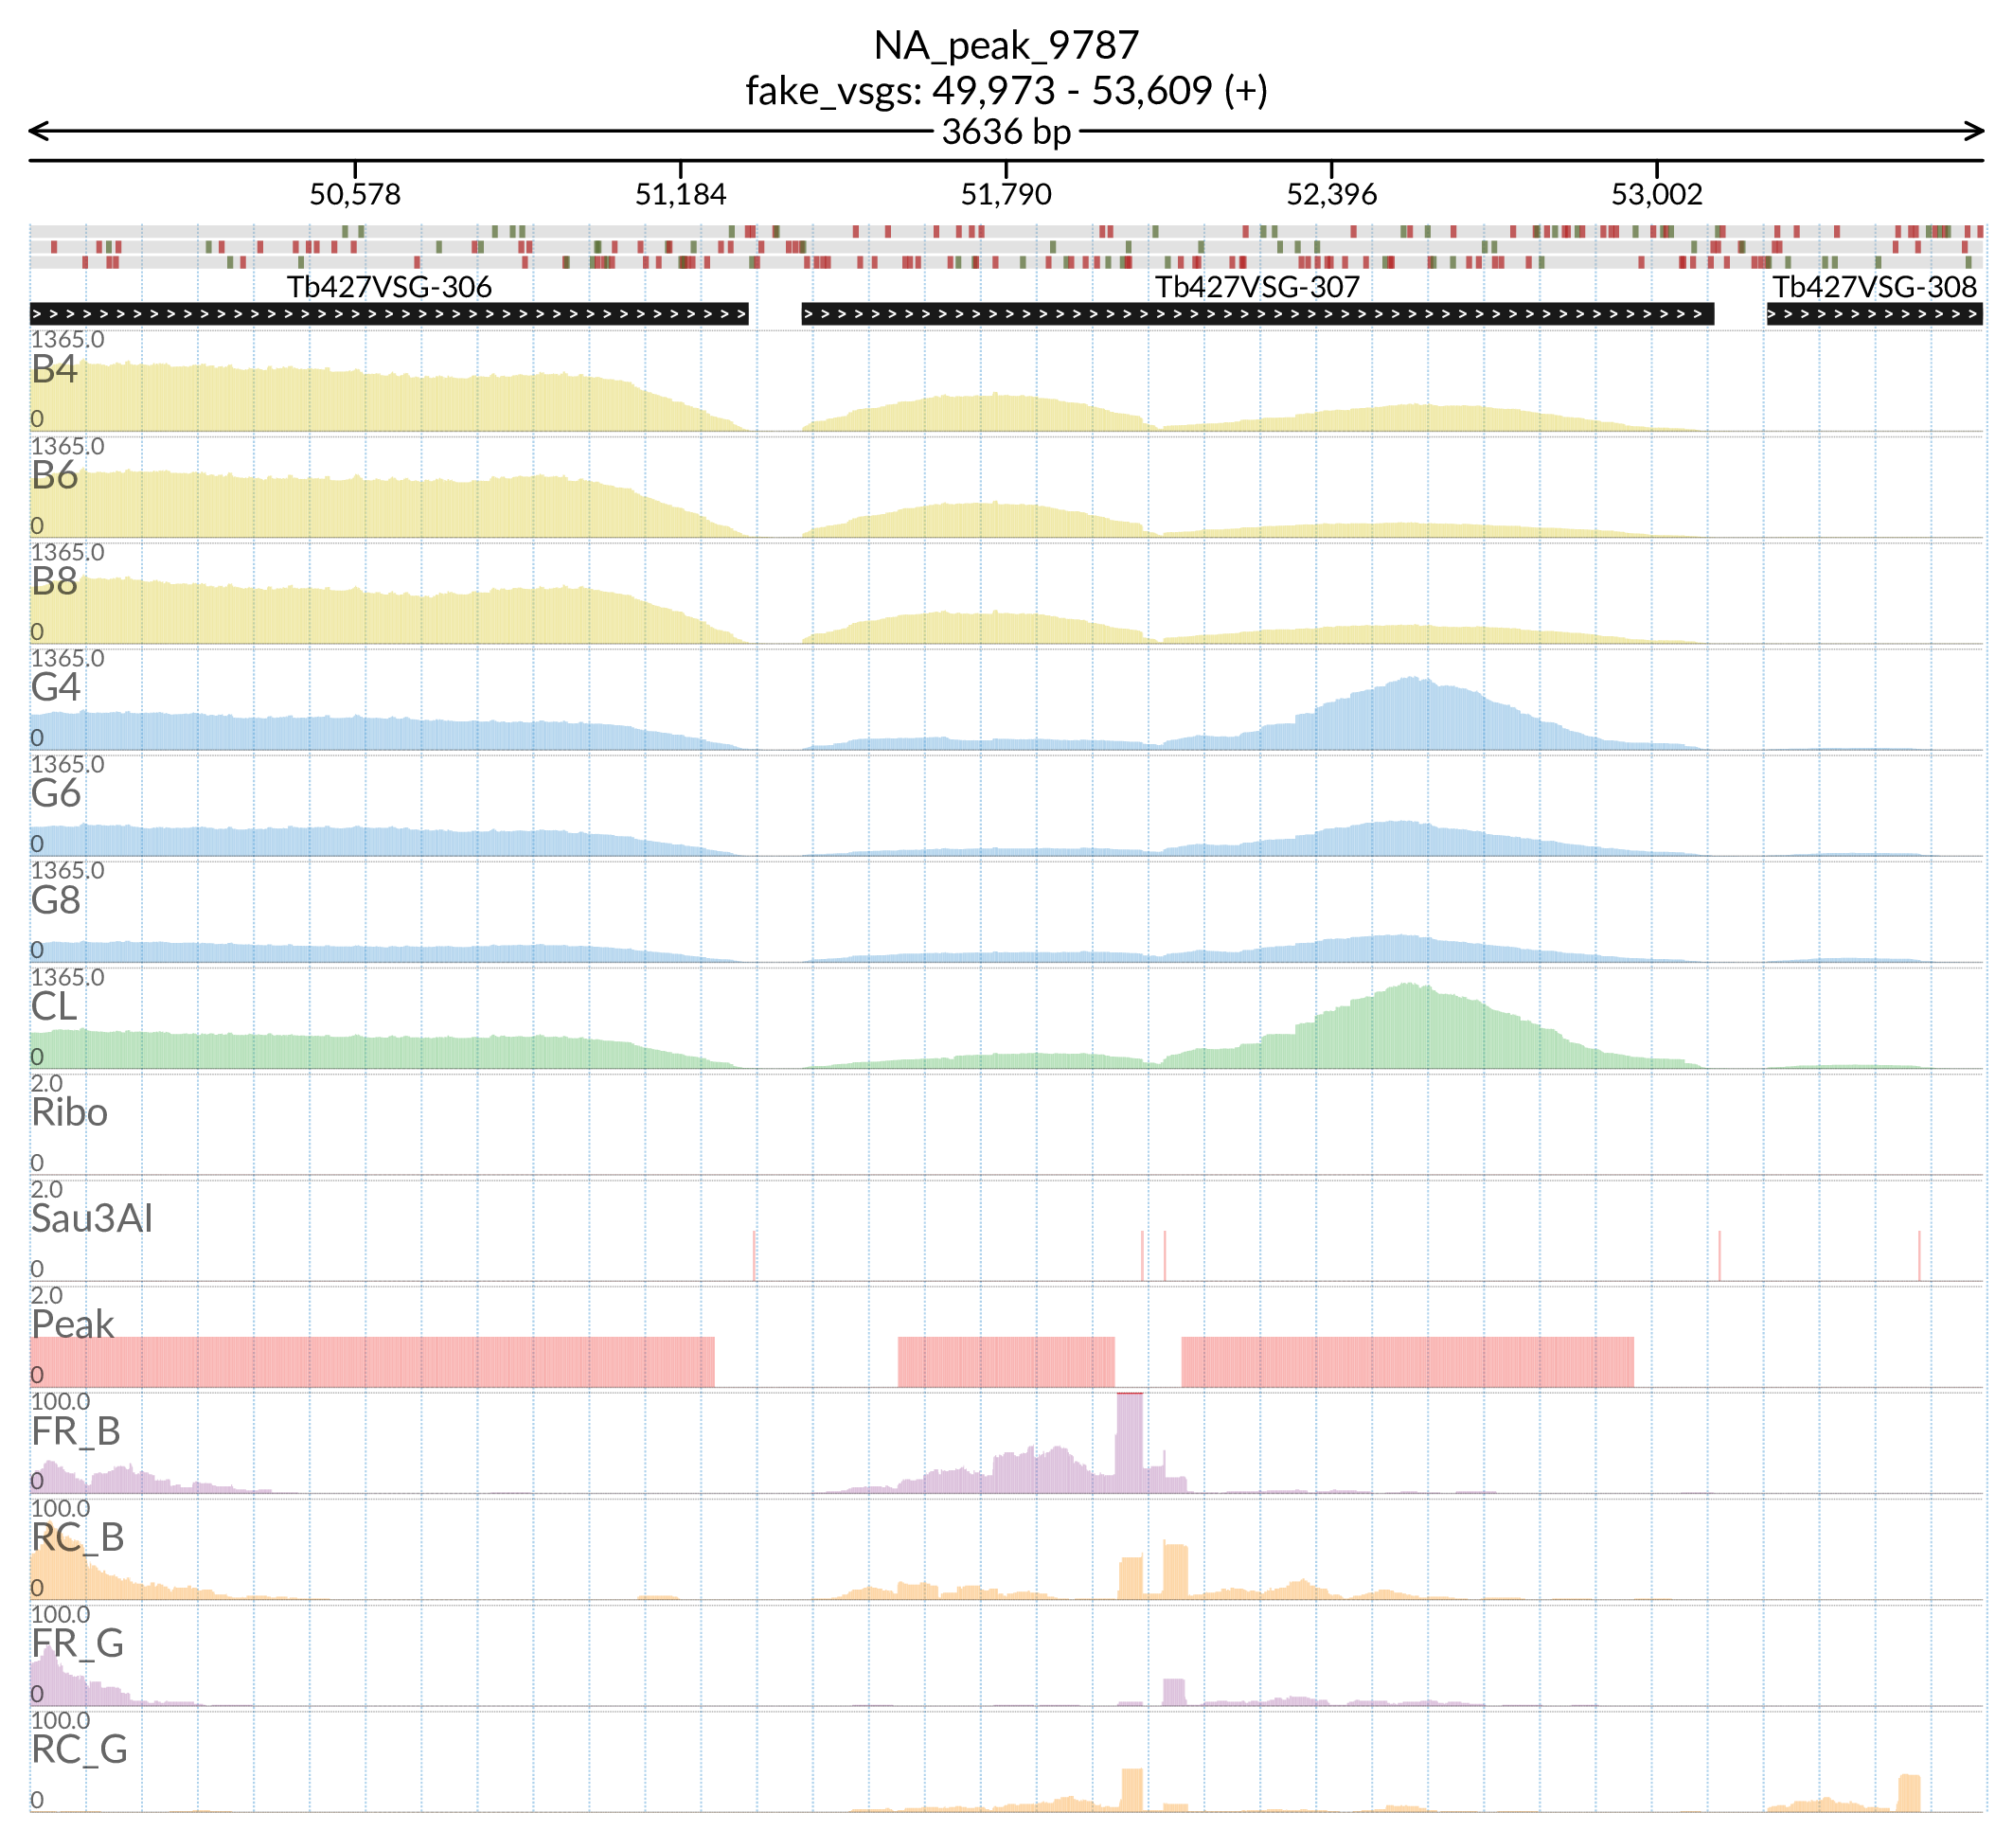 NA_peak_9787
fake_vsgs: 49,973 - 53,609 (+)
3636 bp
50,578 51,184 51,790 52,396 53,002
Tb427VSG-306 Tb427VSG-307 Tb427VSG-308
1365.0
B4
0
1365.0
B6
0
1365.0
B8
0
1365.0
G4
0
1365.0
G6
0
1365.0
G8
0
1365.0
CL
0
2.0
Ribo
0
2.0
Sau3AI
0
2.0
Peak
0
100.0
FR_B
0
100.0
RC_B
0
100.0
FR_G
0
100.0
RC_G
0